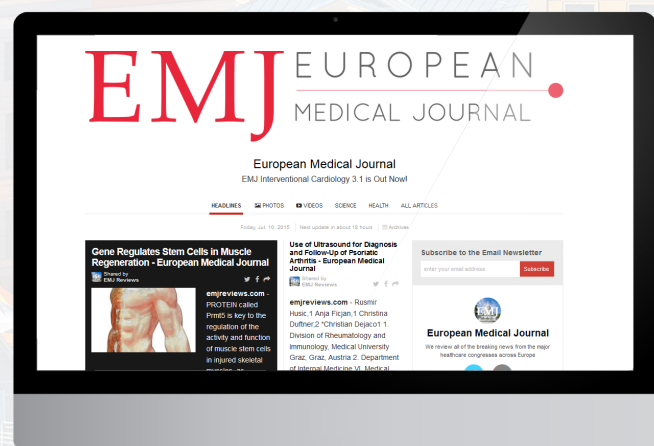 EMJ EUROPEAN
MEDICAL JOURNAL
European Medical Journal
EMJ Interventional Cardiology 3.1 is Out Now!
HEADLINES PHOTOS VIDEOS SCIENCE HEALTH ALL ARTICLES
Friday, Jul. 10, 2015 Next update in about 18 hours Archives
Gene Regulates Stem Cells in Muscle
Regeneration - European Medical Journal
Shared by
EMJ Reviews
emjreviews.com -
PROTEIN called
Prmt5 is key to the
regulation of the
activity and function
of muscle stem cells
in injured skeletal
Use of Ultrasound for Diagnosis
and Follow-Up of Psoriatic
Arthritis - European Medical
Journal
Shared by
EMJ Reviews
emjreviews.com - Rusmir
Husic,1 Anja Ficjan,1 Christina
Duftner,2 *Christian Dejaco1 1.
Division of Rheumatology and
Immunology, Medical University
Graz, Graz, Austria 2. Department
of Internal Medicine VI, Medical
Subscribe to the Email Newsletter
enter your email address Subscribe
EMJ
European Medical Journal
We review all of the breaking news from the major
healthcare congresses across Europe